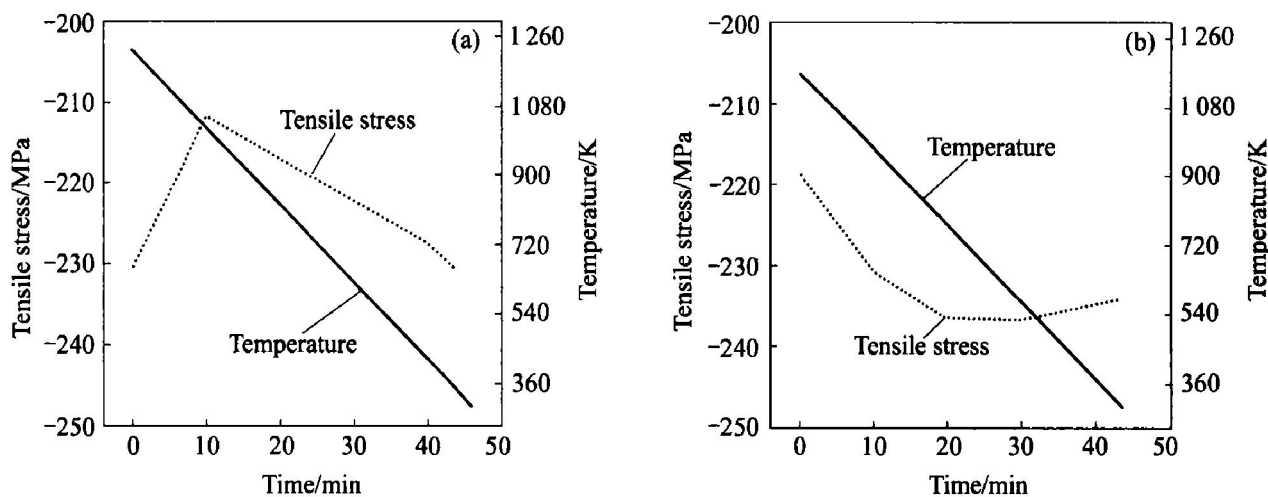 (a)
−200
−210
−220
−230
−240
−250
Tensile stress/MPa
1 260
1 080
900
720
540
360
Temperature/K
Tensile stress
Temperature
0 10 20 30 40 50
Time/min
(b)
−200
−210
−220
−230
−240
−250
Tensile stress/MPa
1 260
1 080
900
720
540
360
Temperature/K
Temperature
Tensile stress
0 10 20 30 40 50
Time/min